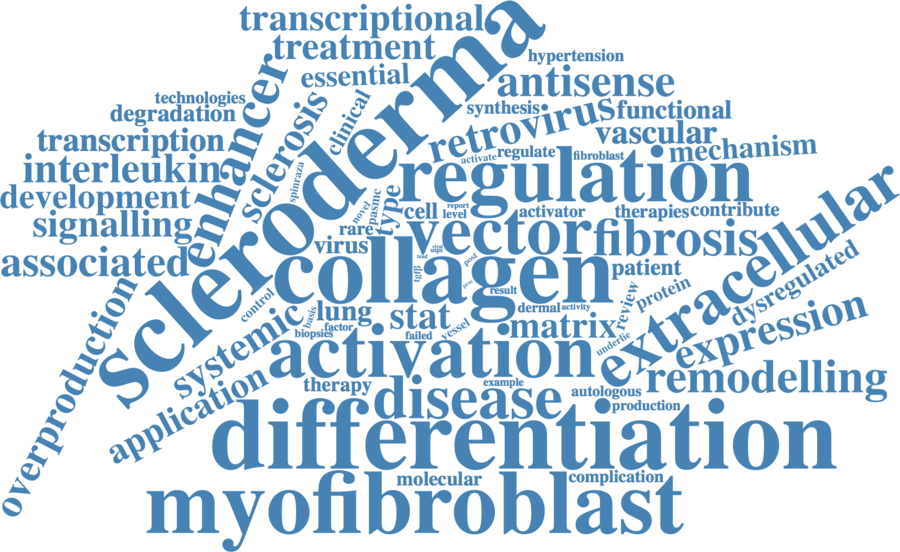 transcriptional
treatment
essential
hypertension
antisense
technologies
degradation
enhancer
sclerosis
clinical
scleroderma
synthesis
retrovirus
functional
vascular
transcription
interleukin
development
signalling
associated
spinraza
activate
regulate
fibroblast
mechanism
regulation
novel
pasmc
type
cell
report
level
activator
therapies
contribute
rare
virus
vector
fibrosis
extracellular
collagen
tgfβ
post
patient
dysregulated
control
result
review
protein
overproduction
systemic
basis
lung
factor
biopsies
stat
failed
vessel
dermal
activity
matrix
underlie
expression
activation
application
therapy
disease
example
autologous
production
remodelling
differentiation
molecular
complication
myofibroblast